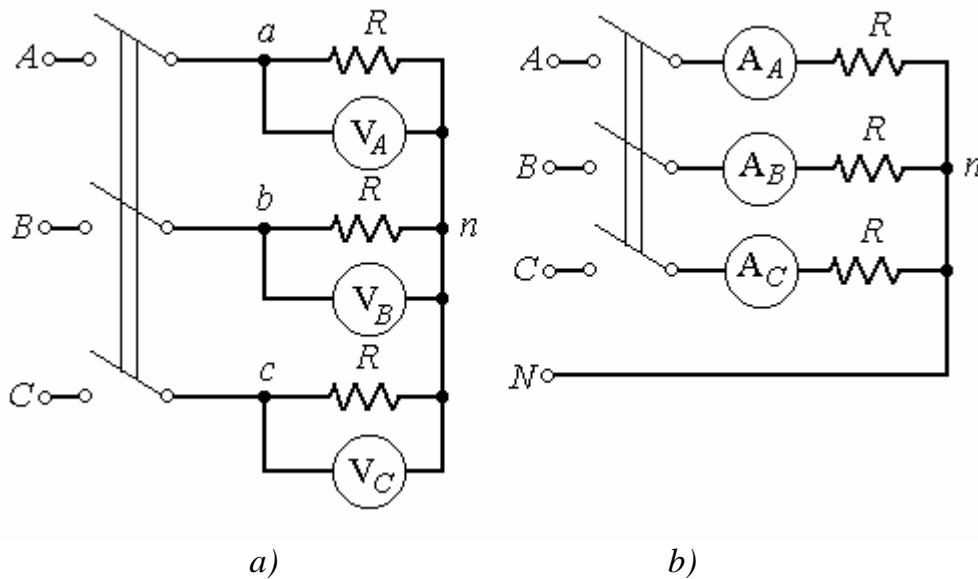 a R
A
V_A
b R
B n
V_B
c R
C
V_C
a)
R
A A_A
R
B A_B n
R
C A_C
N
b)